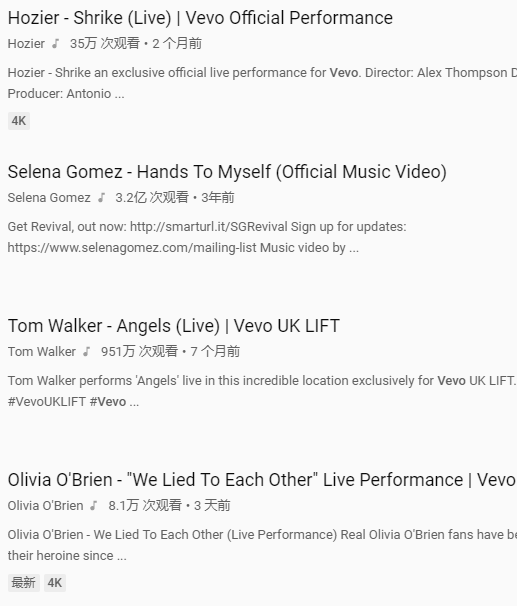 Hozier - Shrike (Live) | Vevo Official Performance
Hozier 35万 次观看 • 2 个月前
Hozier - Shrike an exclusive official live performance for Vevo. Director: Alex Thompson D
Producer: Antonio ...
4K
Selena Gomez - Hands To Myself (Official Music Video)
Selena Gomez 3.2亿 次观看 • 3年前
Get Revival, out now: http://smarturl.it/SGRevival Sign up for updates:
https://www.selenagomez.com/mailing-list Music video by ...
Tom Walker - Angels (Live) | Vevo UK LIFT
Tom Walker 951万 次观看 • 7 个月前
Tom Walker performs 'Angels' live in this incredible location exclusively for Vevo UK LIFT.
#VevoUKLIFT #Vevo ...
Olivia O'Brien - "We Lied To Each Other" Live Performance | Vevo
Olivia O'Brien 8.1万 次观看 • 3 天前
Olivia O'Brien - We Lied To Each Other (Live Performance) Real Olivia O'Brien fans have be
their heroine since ...
最新 4K